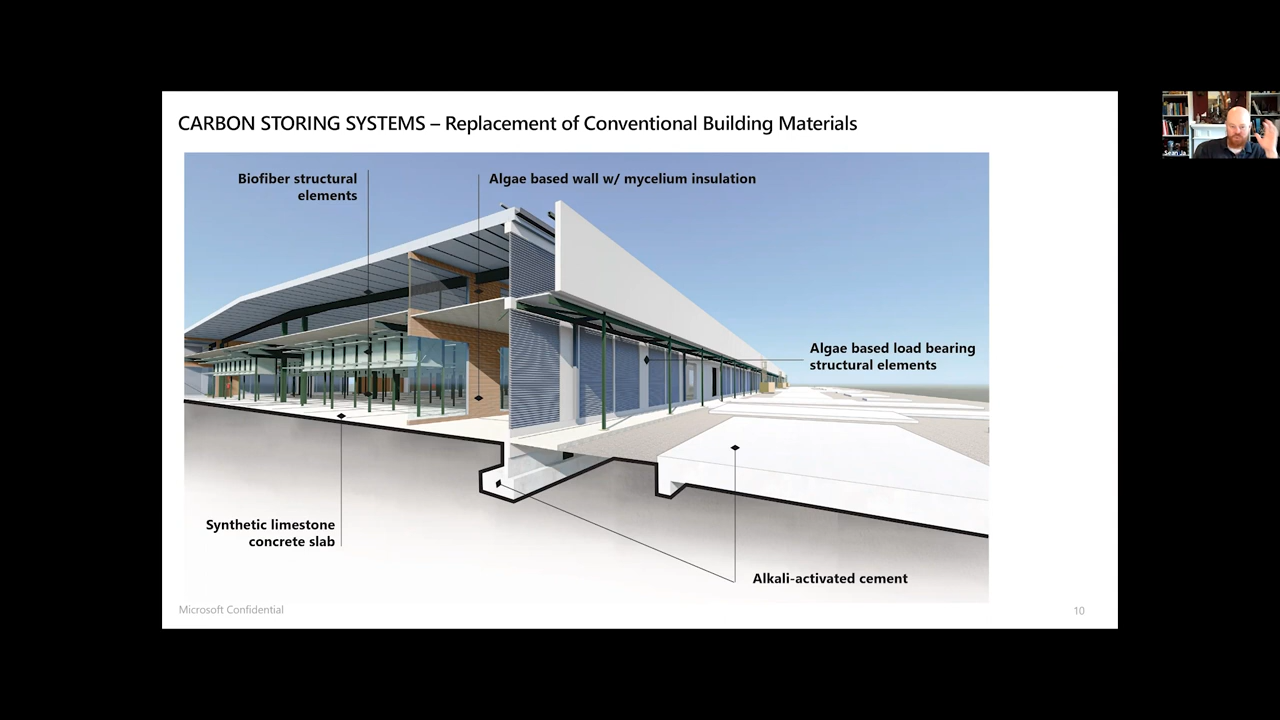 CARBON STORING SYSTEMS – Replacement of Conventional Building Materials
Biofiber structural
elements
Algae based wall w/ mycelium insulation
Algae based load bearing
structural elements
Synthetic limestone
concrete slab
Alkali-activated cement
Microsoft Confidential
10